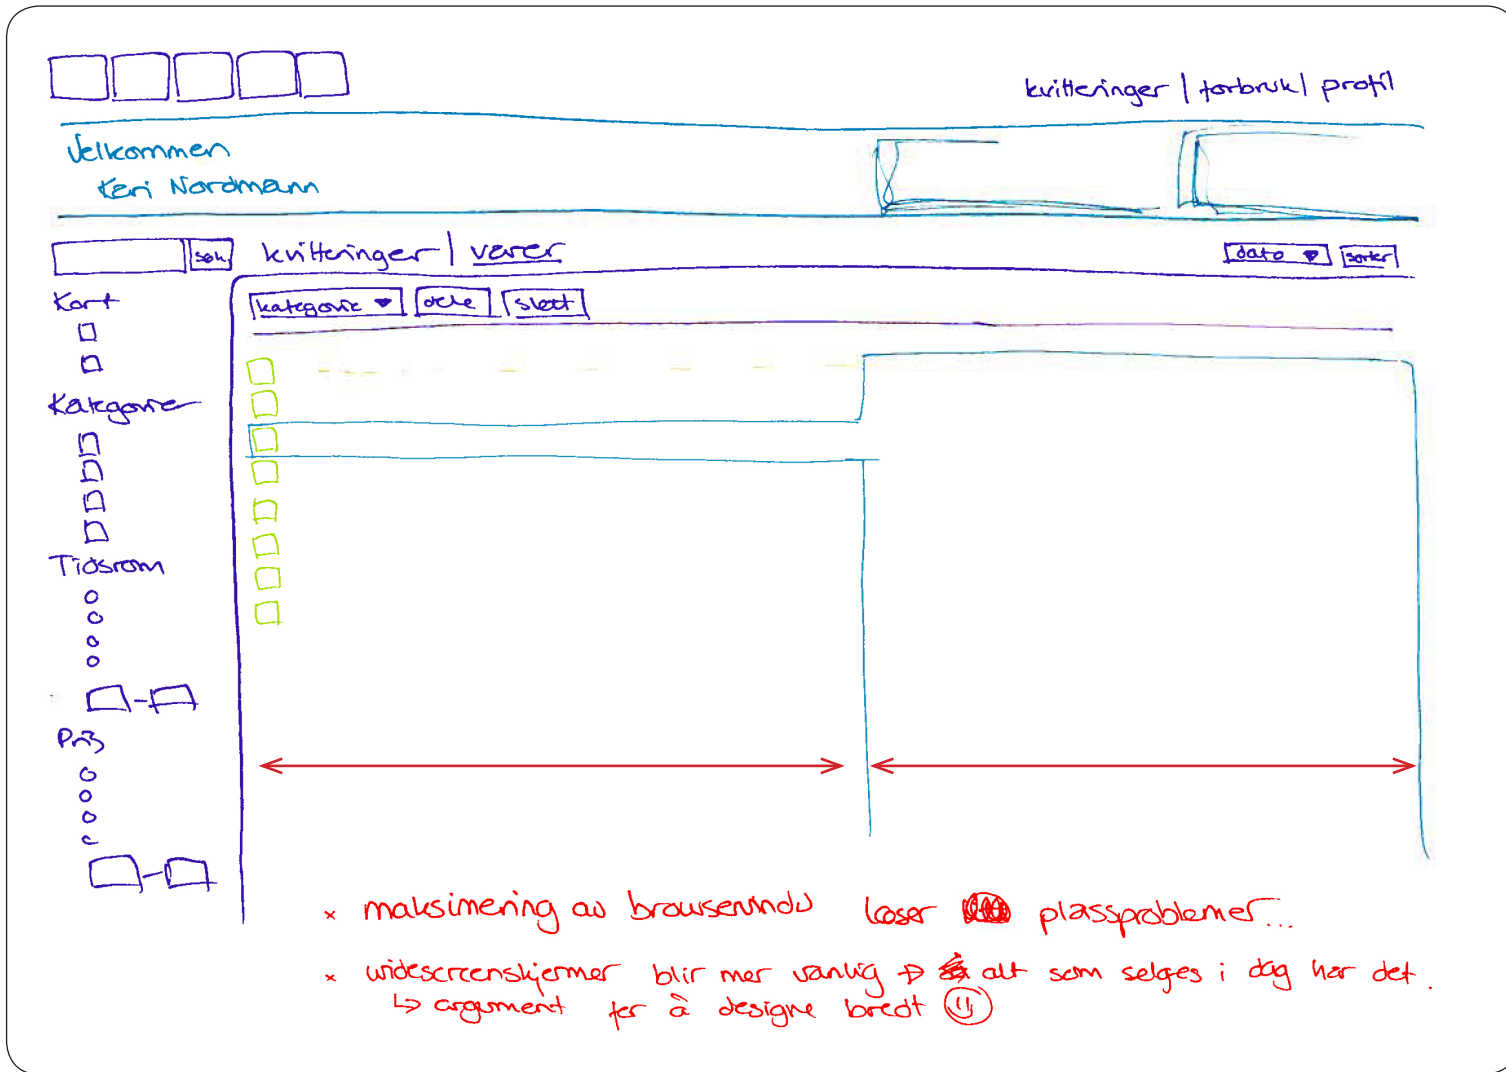 kvitteringer | forbruk | profil
Velkommen
Kari Nordmann
søk
kvitteringer | varer
dato
sorter
Kort
kategorie
dele
slett
Kategorier
Tidsrom
Pris
x maksimering av browservindu løser plassproblemer...
x widescreenskjermer blir mer vanlig → alt som selges i dag har det.
↳ argument for å designe bredt